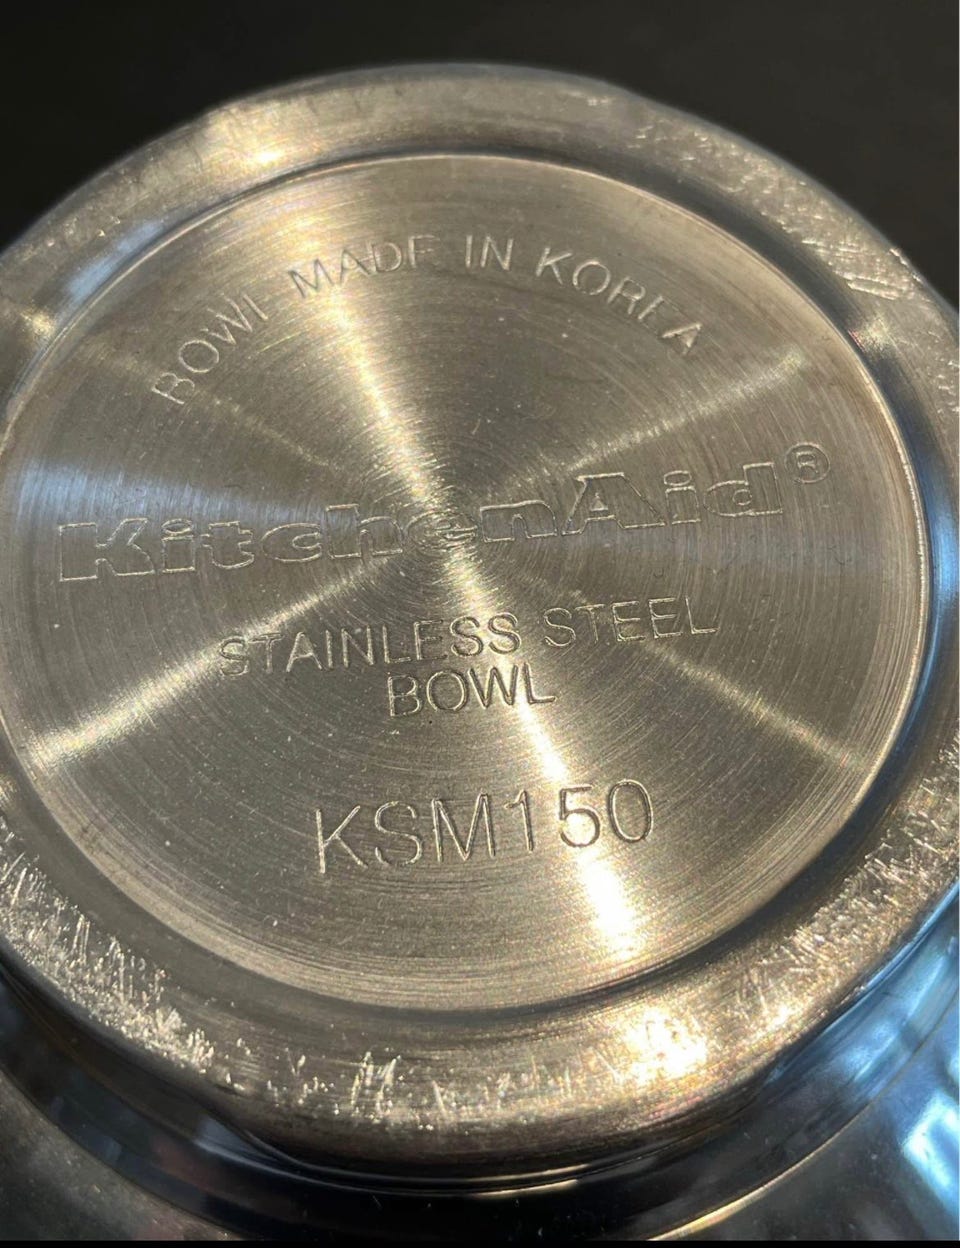 BOWL MADE IN KOREA
KitchenAid®
STAINLESS STEEL
BOWL
KSM150